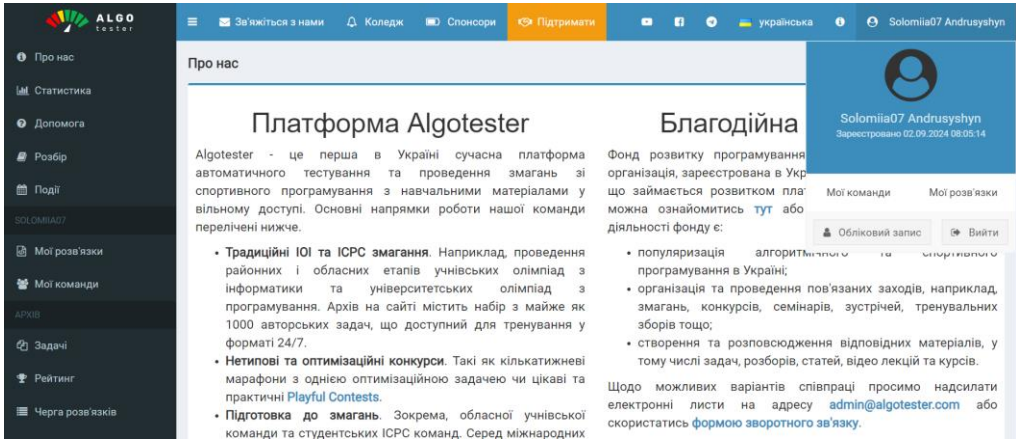 ALGO
tester
Зв'яжіться з нами
Коледж
Спонсори
Підтримати
українська
Solomiia07 Andrusyshyn
Про нас
Статистика
Допомога
Розбір
Події
SOLOMIIA07
Мої розв'язки
Мої команди
АРХІВ
Задачі
Рейтинг
Черга розв'язків
Про нас
Платформа Algotester
Algotester - це перша в Україні сучасна платформа
автоматичного тестування та проведення змагань зі
спортивного програмування з навчальними матеріалами у
вільному доступі. Основні напрямки роботи нашої команди
перелічені нижче.
• Традиційні ІОІ та ICPC змагання. Наприклад, проведення
районних і обласних етапів учнівських олімпіад з
інформатики та університетських олімпіад з
програмування. Архів на сайті містить набір з майже як
1000 авторських задач, що доступний для тренування у
форматі 24/7.
• Нетипові та оптимізаційні конкурси. Такі як кількатижневі
марафони з однією оптимізаційною задачею чи цікаві та
практичні Playful Contests.
• Підготовка до змагань. Зокрема, обласної учнівської
команди та студентських ICPC команд. Серед міжнародних
Благодійна
Фонд розвитку програмування
організація, зареєстрована в Укр
що займається розвитком плат
можна ознайомитись тут або
діяльності фонду є:
• популяризація алгоритмічного та спортивного
програмування в Україні;
• організація та проведення пов'язаних заходів, наприклад,
змагань, конкурсів, семінарів, зустрічей, тренувальних
зборів тощо;
• створення та розповсюдження відповідних матеріалів, у
тому числі задач, розборів, статей, відео лекцій та курсів.
Щодо можливих варіантів співпраці просимо надсилати
електронні листи на адресу admin@algotester.com або
скористатись формою зворотного зв'язку.
Solomiia07 Andrusyshyn
Зареєстровано 02.09.2024 08:05:14
Мої команди
Мої розв'язки
Обліковий запис
Вийти